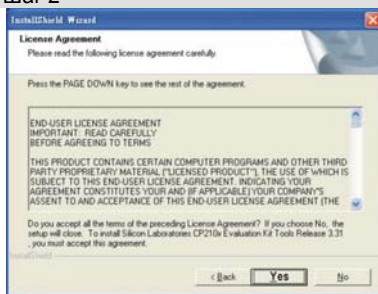 Шаг 2
InstallShield Wizard
License Agreement
Please read the following license agreement carefully.
Press the PAGE DOWN key to see the rest of the agreement.
END-USER LICENSE AGREEMENT
IMPORTANT: READ CAREFULLY
BEFORE AGREEING TO TERMS
THIS PRODUCT CONTAINS CERTAIN COMPUTER PROGRAMS AND OTHER THIRD
PARTY PROPRIETARY MATERIAL ("LICENSED PRODUCT"), THE USE OF WHICH IS
SUBJECT TO THIS END-USER LICENSE AGREEMENT. INDICATING YOUR
AGREEMENT CONSTITUTES YOUR AND (IF APPLICABLE) YOUR COMPANY'S
ASSENT TO AND ACCEPTANCE OF THIS END-USER LICENSE AGREEMENT (THE
Do you accept all the terms of the preceding License Agreement? If you choose No, the
setup will close. To install Silicon Laboratories CP210x Evaluation Kit Tools Release 3.31
, you must accept this agreement.
InstallShield
< Back Yes No